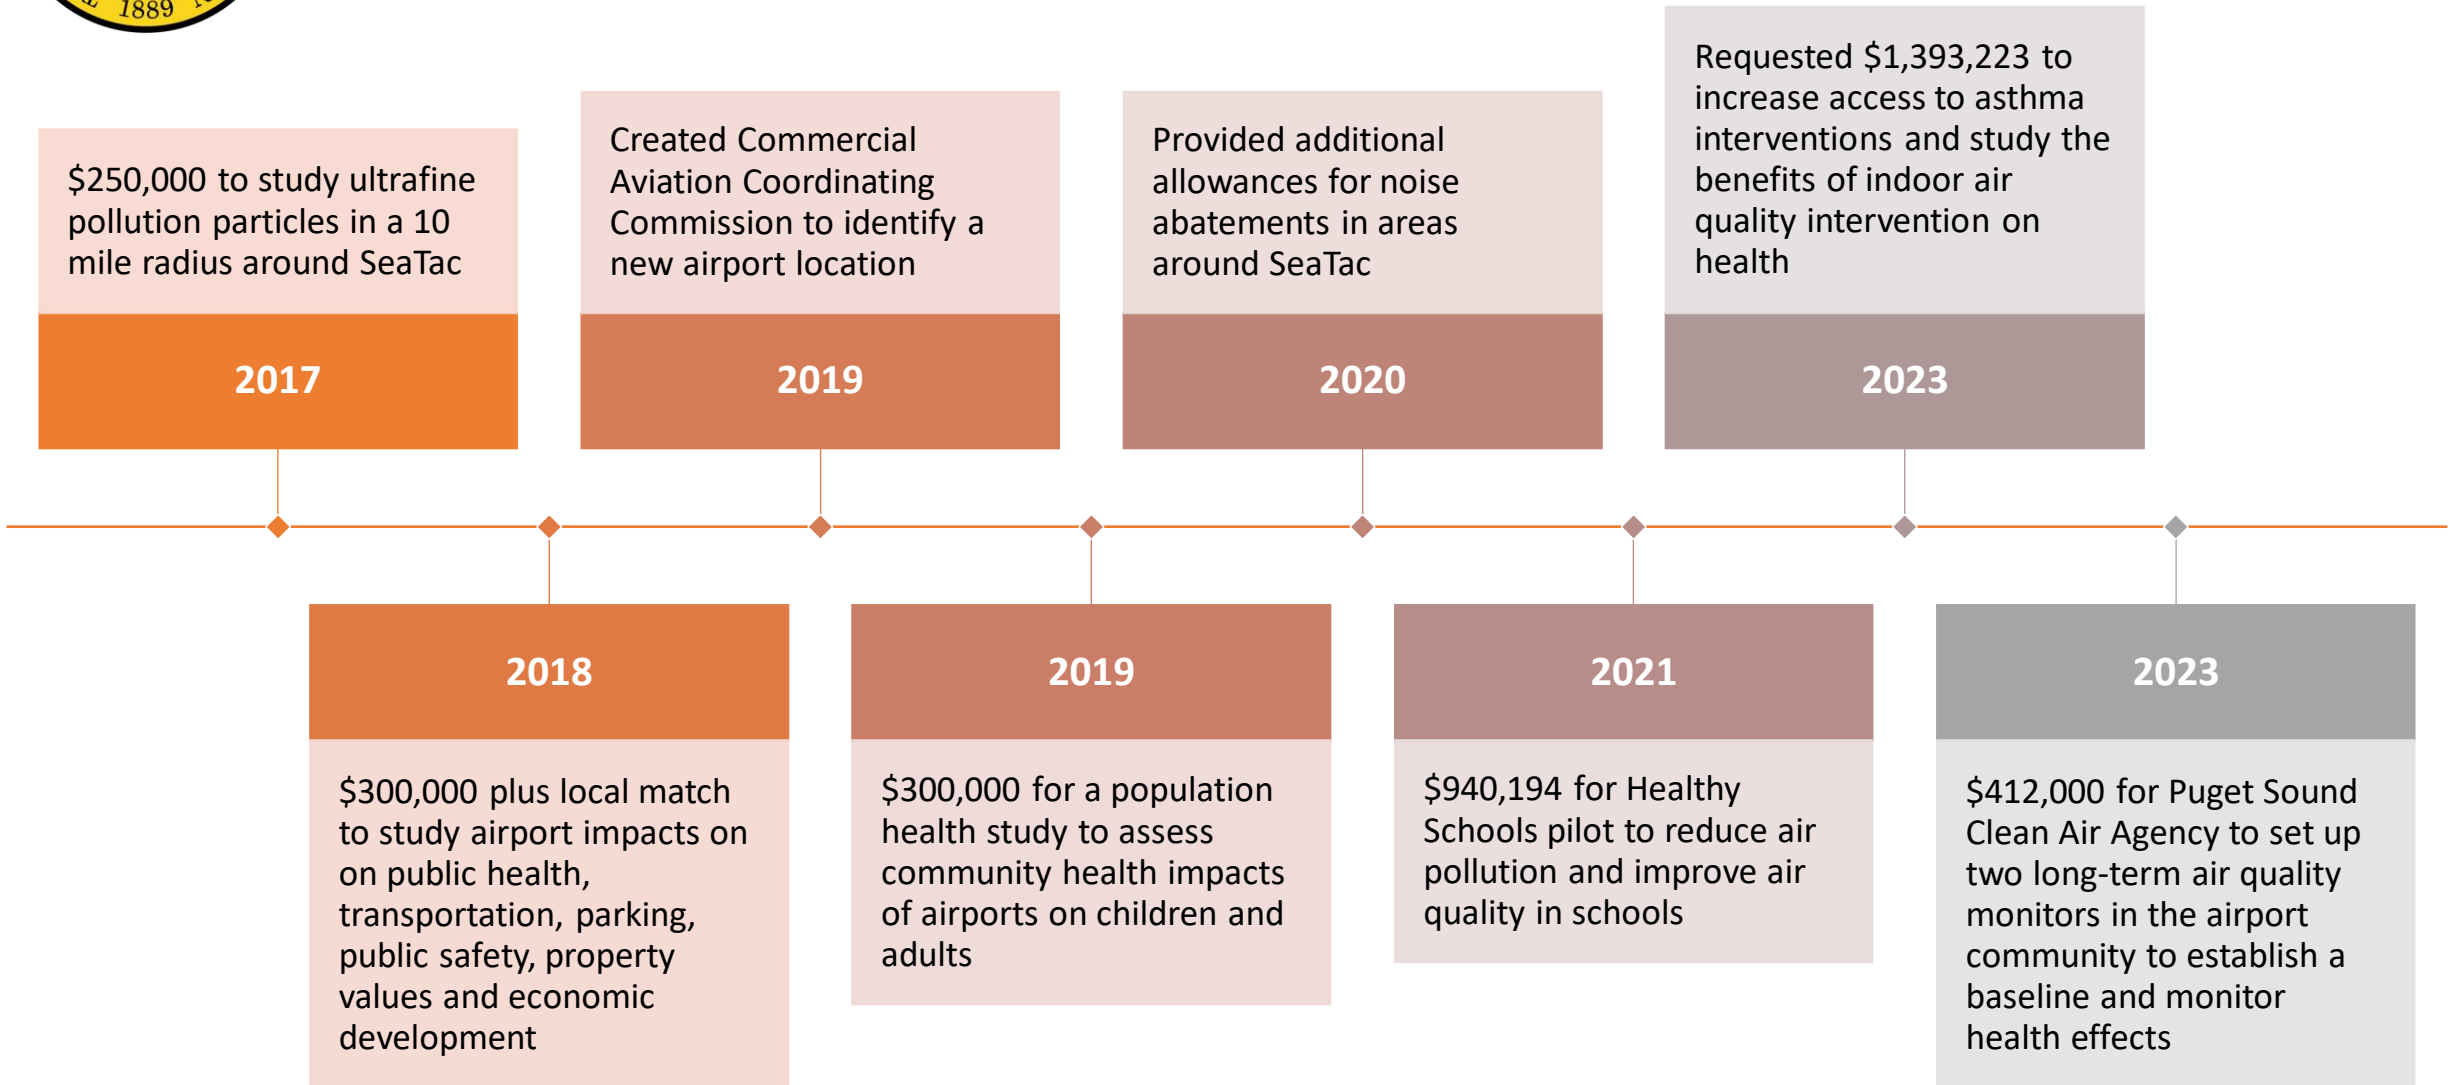 1889
$250,000 to study ultrafine
pollution particles in a 10
mile radius around SeaTac
2017
$300,000 plus local match
to study airport impacts on
on public health,
transportation, parking,
public safety, property
values and economic
development
2018
Created Commercial
Aviation Coordinating
Commission to identify a
new airport location
2019
2019
$300,000 for a population
health study to assess
community health impacts
of airports on children and
adults
Provided additional
allowances for noise
abatements in areas
around SeaTac
2020
2021
$940,194 for Healthy
Schools pilot to reduce air
pollution and improve air
quality in schools
Requested $1,393,223 to
increase access to asthma
interventions and study the
benefits of indoor air
quality intervention on
health
2023
2023
$412,000 for Puget Sound
Clean Air Agency to set up
two long-term air quality
monitors in the airport
community to establish a
baseline and monitor
health effects